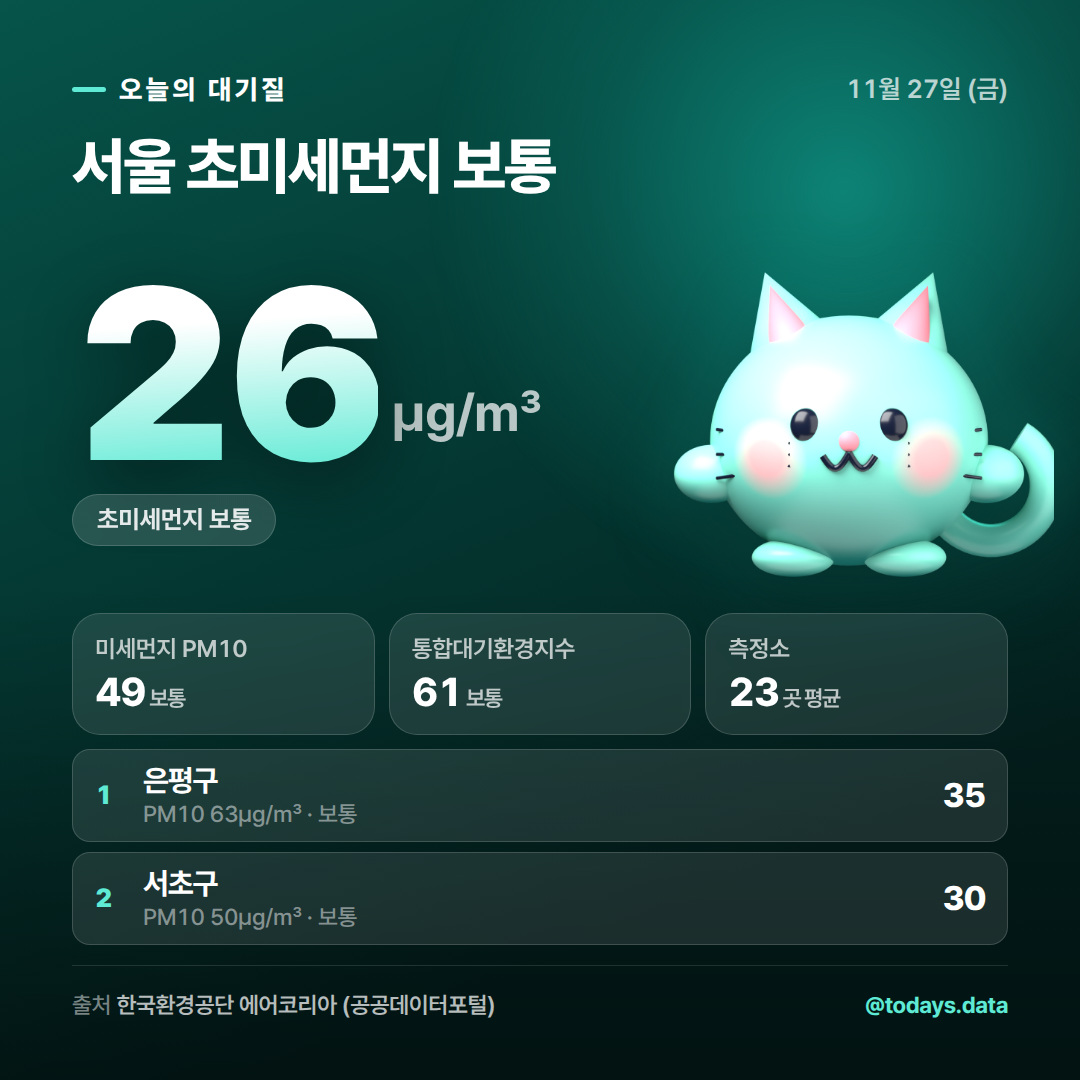 오늘의 대기질
11월 27일 (금)
서울 초미세먼지 보통
26 µg/m³
초미세먼지 보통
미세먼지 PM10
49 보통
통합대기환경지수
61 보통
측정소
23 곳 평균
1 은평구 35
PM10 63µg/m³ · 보통
2 서초구 30
PM10 50µg/m³ · 보통
출처 한국환경공단 에어코리아 (공공데이터포털)
@todays.data